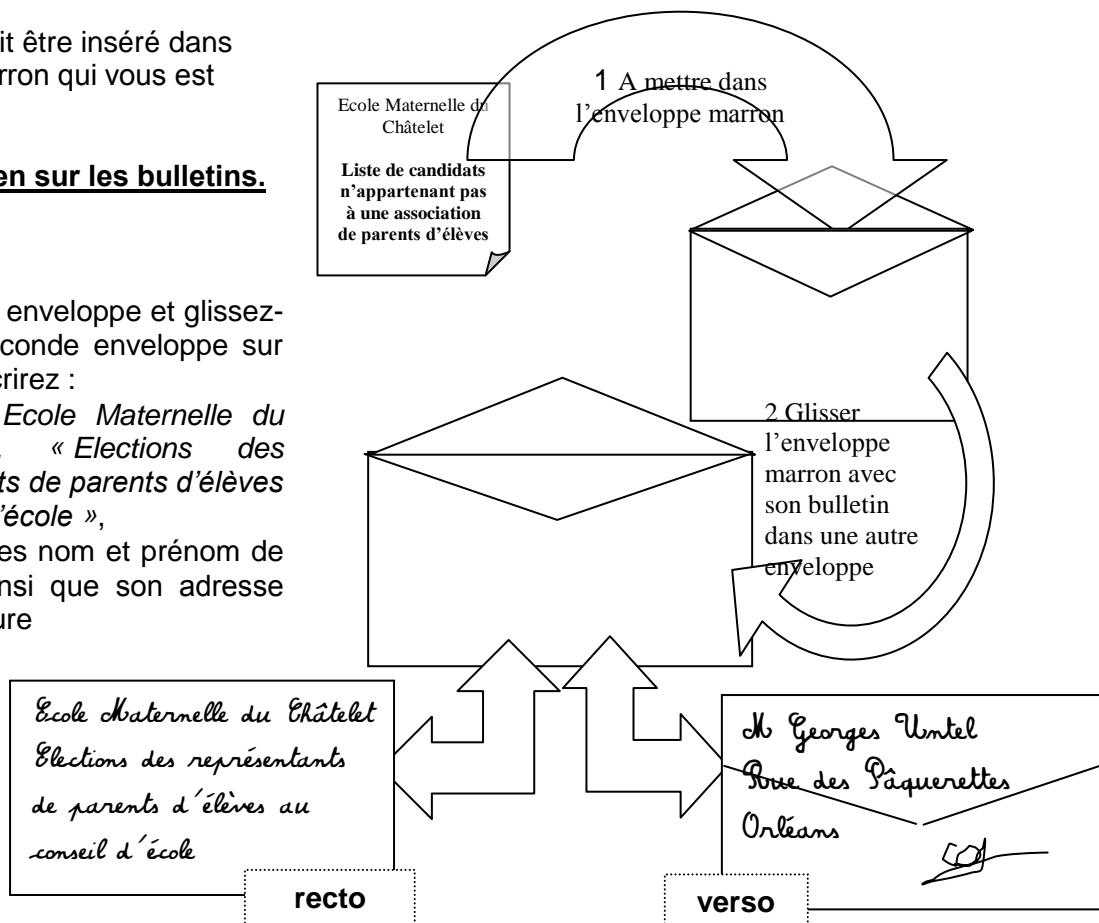 it être inséré dans
rron qui vous est
en sur les bulletins.
enveloppe et glissez-
conde enveloppe sur
crirez :
Ecole Maternelle du
, « Elections des
ts de parents d’élèves
l’école »,
es nom et prénom de
nsi que son adresse
ure
Ecole Maternelle du
Châtelet
Liste de candidats
n’appartenant pas
à une association
de parents d’élèves
1 A mettre dans
l’enveloppe marron
2 Glisser
l’enveloppe
marron avec
son bulletin
dans une autre
enveloppe
Ecole Maternelle du Châtelet
Elections des représentants
de parents d’élèves au
conseil d’école
recto
M Georges Untel
Rue des Pâquerettes
Orléans
verso